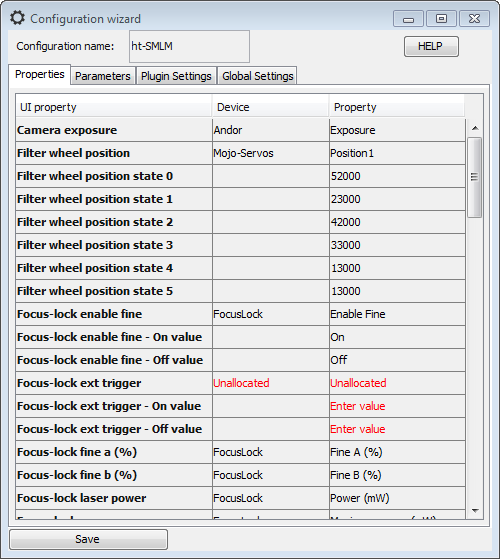 Configuration wizard
Configuration name: ht-SMLM HELP
Properties Parameters Plugin Settings Global Settings
UI property Device Property
Camera exposure Andor Exposure
Filter wheel position Mojo-Servos Position1
Filter wheel position state 0 52000
Filter wheel position state 1 23000
Filter wheel position state 2 42000
Filter wheel position state 3 33000
Filter wheel position state 4 13000
Filter wheel position state 5 13000
Focus-lock enable fine FocusLock Enable Fine
Focus-lock enable fine - On value On
Focus-lock enable fine - Off value Off
Focus-lock ext trigger Unallocated Unallocated
Focus-lock ext trigger - On value Enter value
Focus-lock ext trigger - Off value Enter value
Focus-lock fine a (%) FocusLock Fine A (%)
Focus-lock fine b (%) FocusLock Fine B (%)
Focus-lock laser power FocusLock Power (mW)
Save